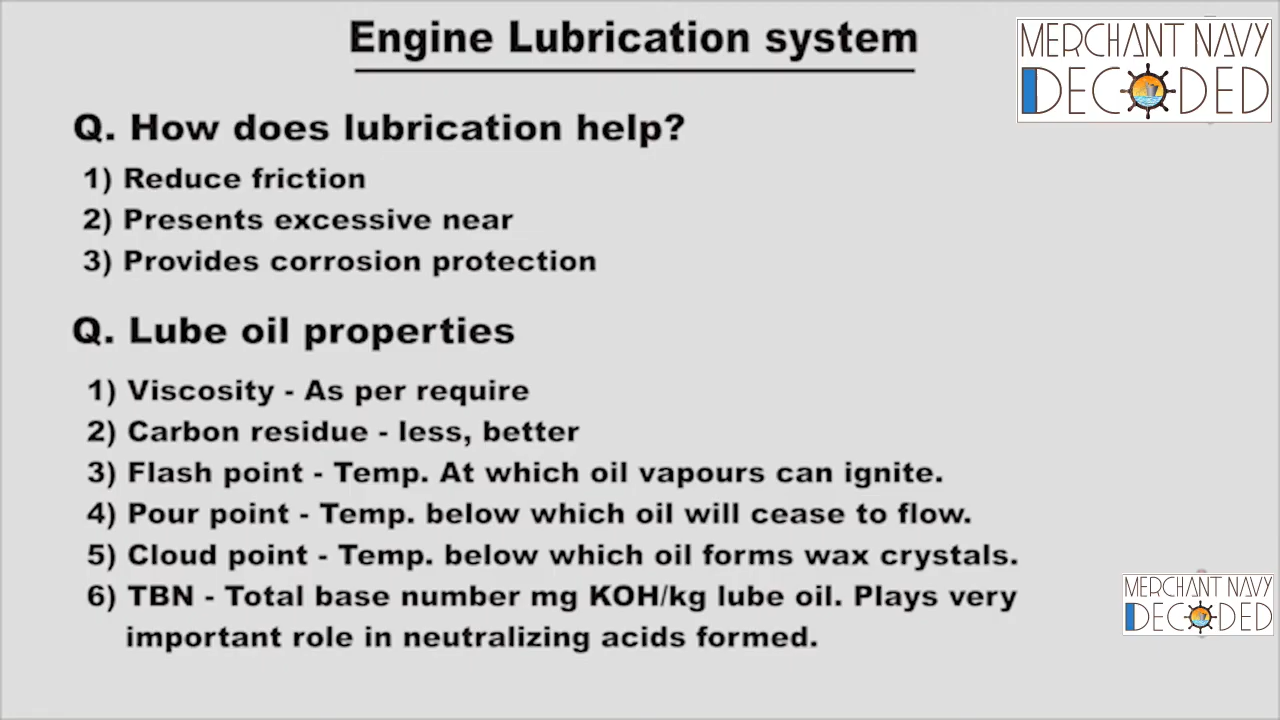 Engine Lubrication system
MERCHANT NAVY
DECODED
Q. How does lubrication help?
1) Reduce friction
2) Presents excessive near
3) Provides corrosion protection
Q. Lube oil properties
1) Viscosity - As per require
2) Carbon residue - less, better
3) Flash point - Temp. At which oil vapours can ignite.
4) Pour point - Temp. below which oil will cease to flow.
5) Cloud point - Temp. below which oil forms wax crystals.
6) TBN - Total base number mg KOH/kg lube oil. Plays very
important role in neutralizing acids formed.
MERCHANT NAVY
DECODED